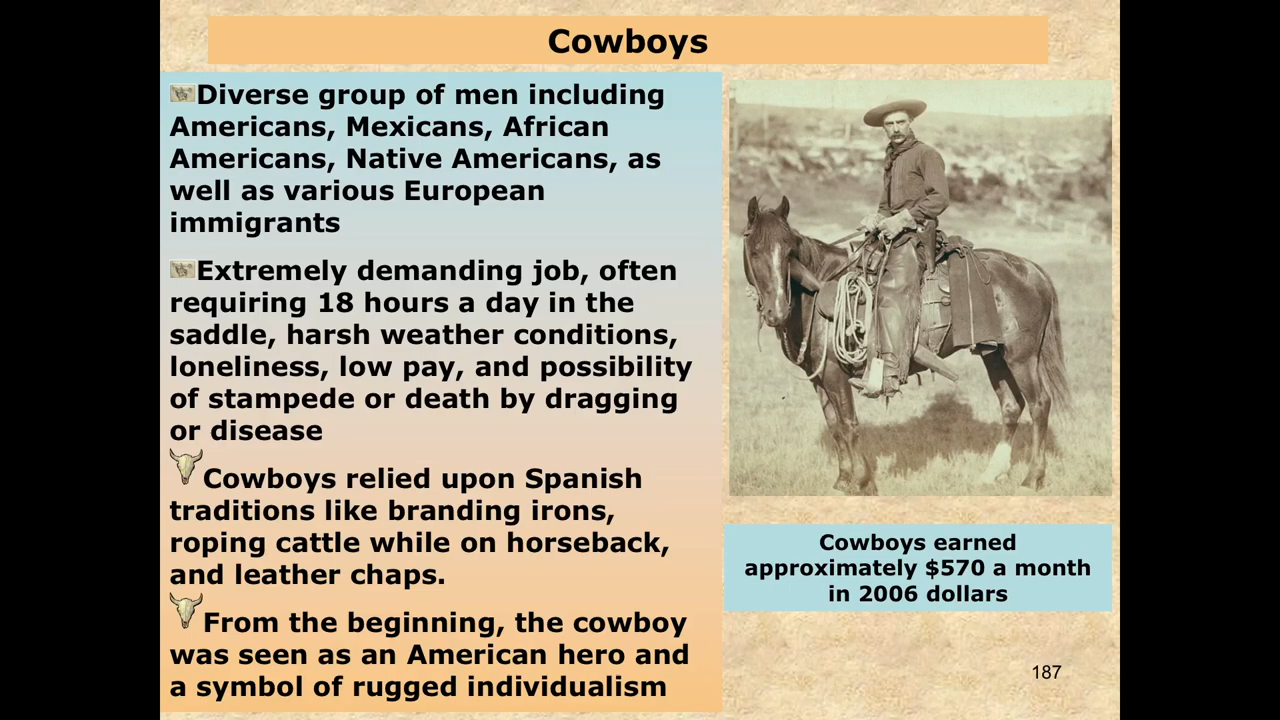 Cowboys
Diverse group of men including
Americans, Mexicans, African
Americans, Native Americans, as
well as various European
immigrants
Extremely demanding job, often
requiring 18 hours a day in the
saddle, harsh weather conditions,
loneliness, low pay, and possibility
of stampede or death by dragging
or disease
Cowboys relied upon Spanish
traditions like branding irons,
roping cattle while on horseback,
and leather chaps.
From the beginning, the cowboy
was seen as an American hero and
a symbol of rugged individualism
Cowboys earned
approximately $570 a month
in 2006 dollars
187